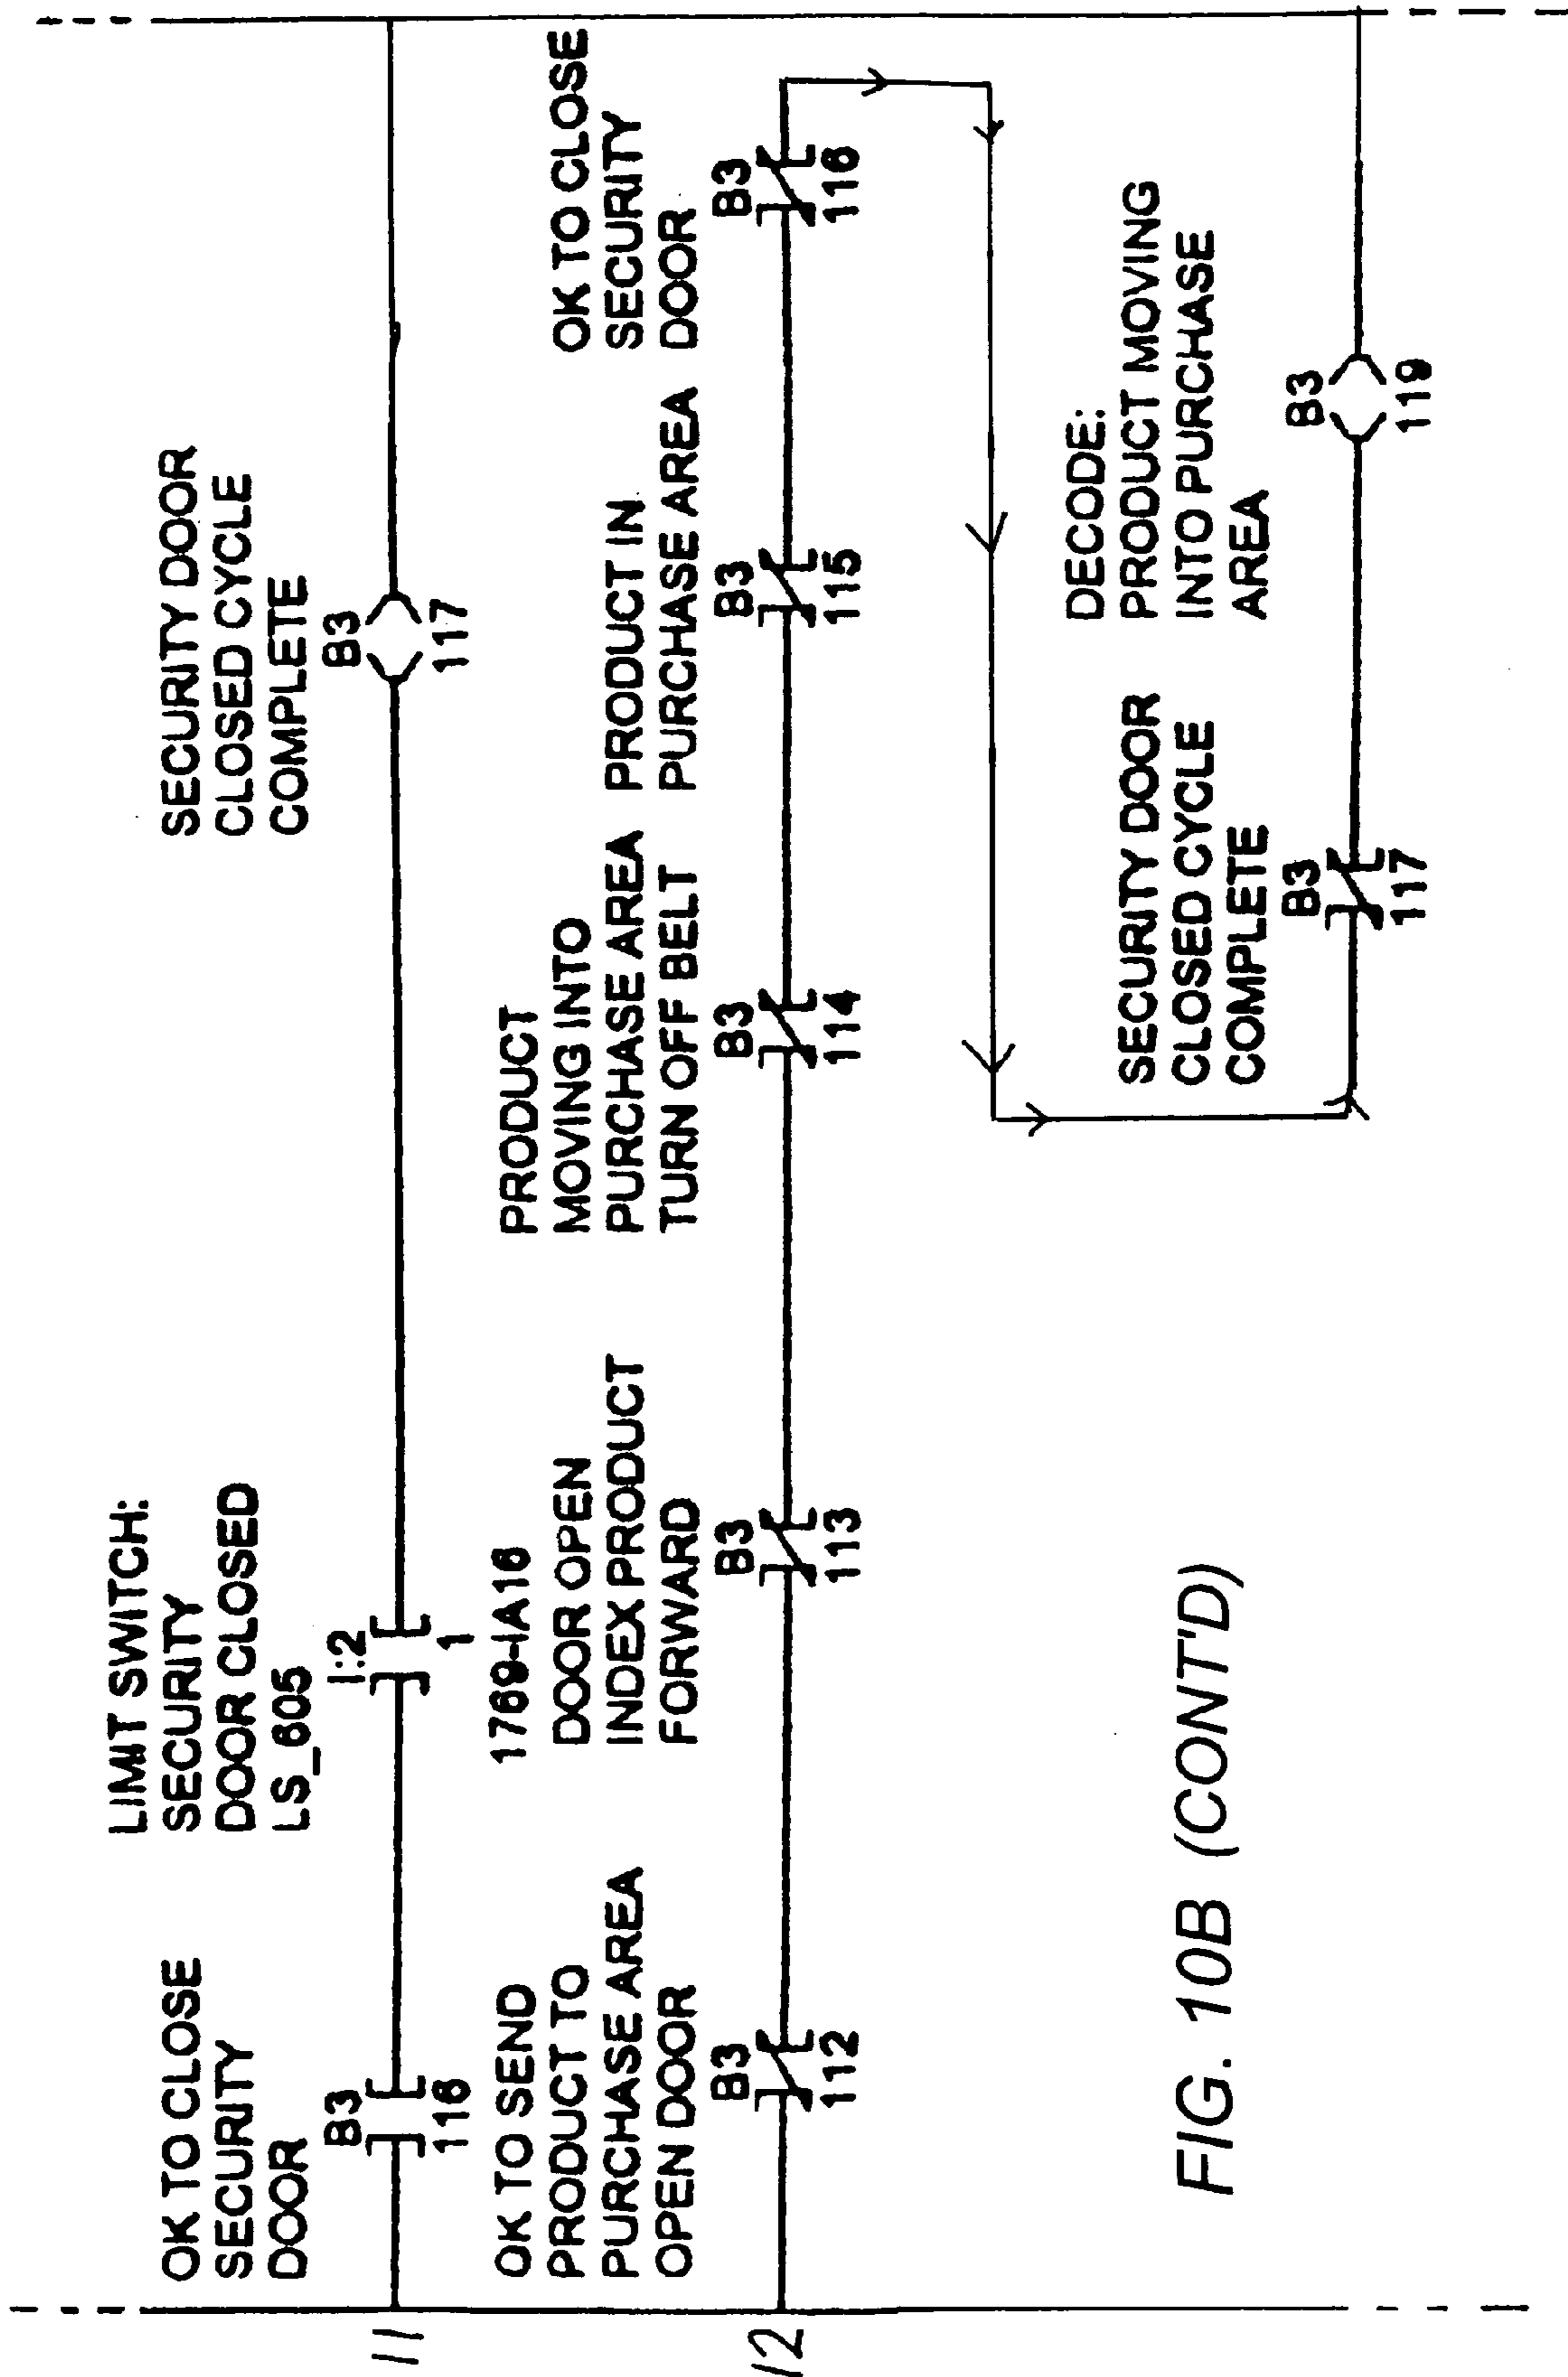 OK TO CLOSE
SECURITY
DOOR
B3
116
LIMIT SWITCH:
SECURITY
DOOR CLOSED
LS_605
I:2
1
1769-IA16
SECURITY DOOR
CLOSED CYCLE
COMPLETE
B3
117
11
OK TO SEND
PRODUCT TO
PURCHASE AREA
OPEN DOOR
B3
112
DOOR OPEN
INDEX PRODUCT
FORWARD
B3
113
PRODUCT
MOVING INTO
PURCHASE AREA
TURN OFF BELT
B3
114
PRODUCT IN
PURCHASE AREA
B3
115
OK TO CLOSE
SECURITY
DOOR
B3
116
12
SECURITY DOOR
CLOSED CYCLE
COMPLETE
B3
117
DECODE:
PRODUCT MOVING
INTO PURCHASE
AREA
B3
119
FIG. 10B (CONT'D)